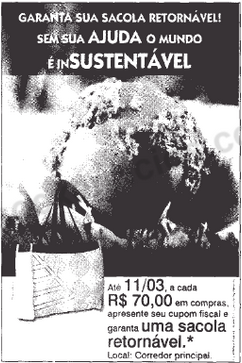 GARANTA SUA SACOLA RETORNÁVEL!
SEM SUA AJUDA O MUNDO
É inSUSTENTÁVEL
Até 11/03, a cada
R$ 70,00 em compras,
apresente seu cupom fiscal e
garanta uma sacola
retornável.*
Local: Corredor principal.